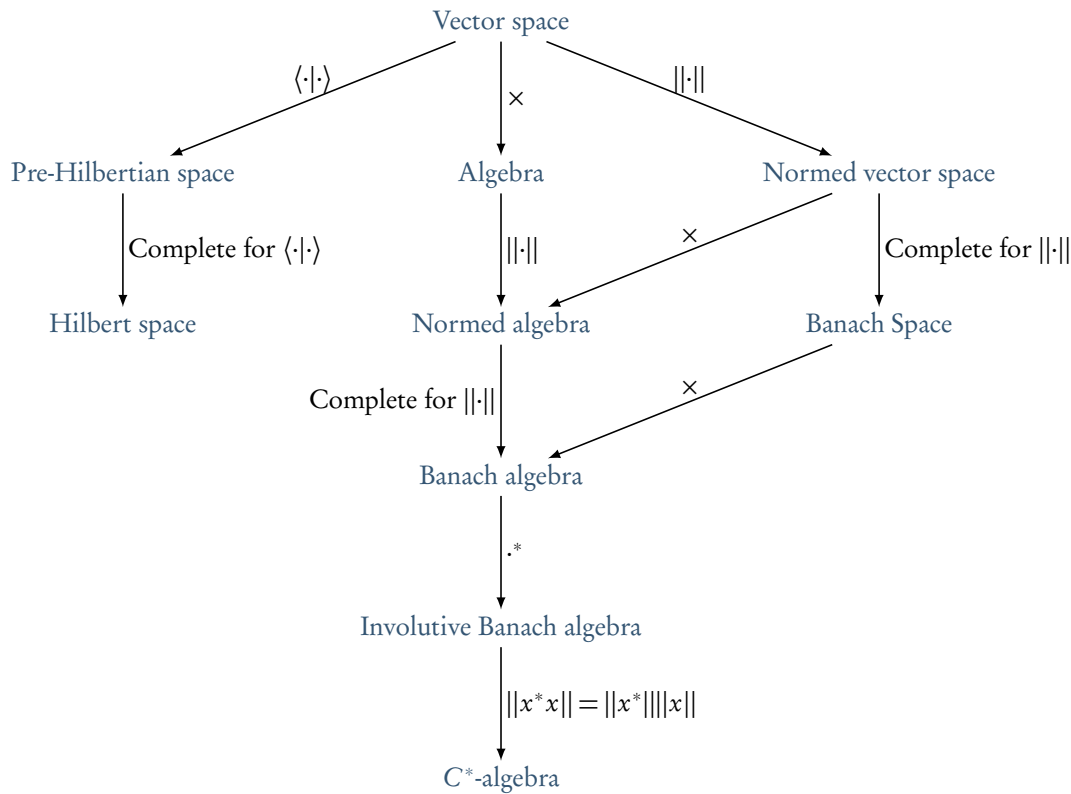 Vector space
⟨·|·⟩
×
||·||
Pre-Hilbertian space
Algebra
Normed vector space
Complete for ⟨·|·⟩
||·||
×
Complete for ||·||
Hilbert space
Normed algebra
Banach Space
Complete for ||·||
×
Banach algebra
·*
Involutive Banach algebra
||x*x|| = ||x*||||x||
C*-algebra